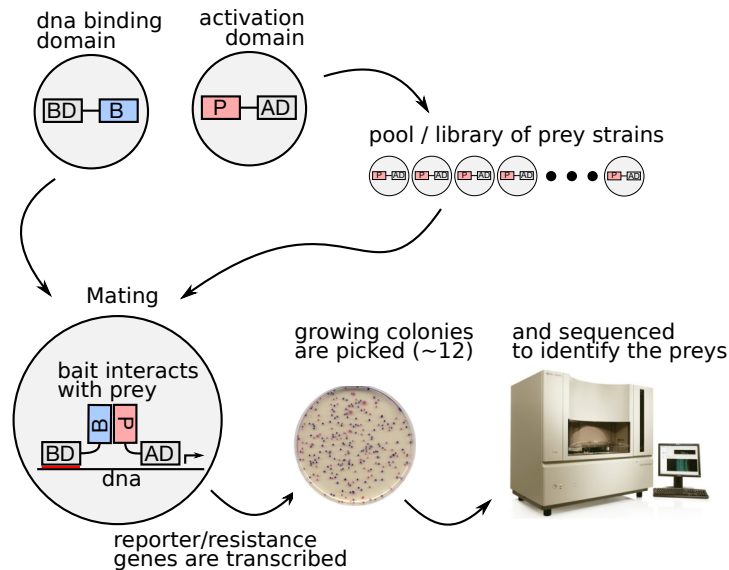 dna binding
domain
activation
domain
BD
B
P
AD
pool / library of prey strains
P AD P AD P AD P AD P AD
Mating
bait interacts
with prey
B P
BD
AD
dna
reporter/resistance
genes are transcribed
growing colonies
are picked (~12)
and sequenced
to identify the preys